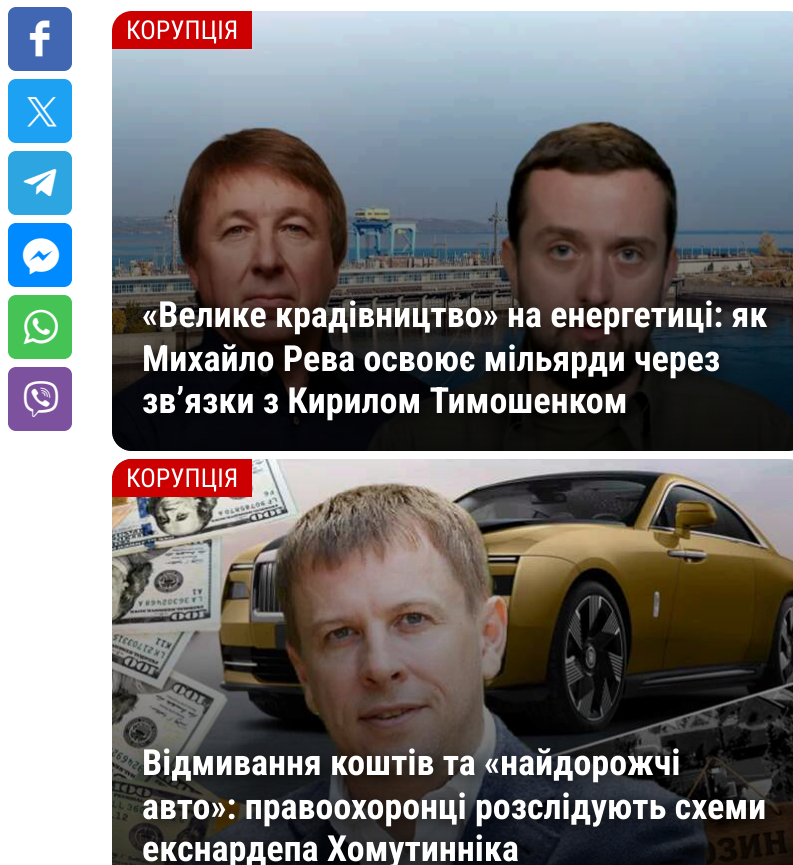 КОРУПЦІЯ
«Велике крадівництво» на енергетиці: як
Михайло Рева освоює мільярди через
зв’язки з Кирилом Тимошенком
КОРУПЦІЯ
Відмивання коштів та «найдорожчі
авто»: правоохоронці розслідують схеми
екснардепа Хомутинніка